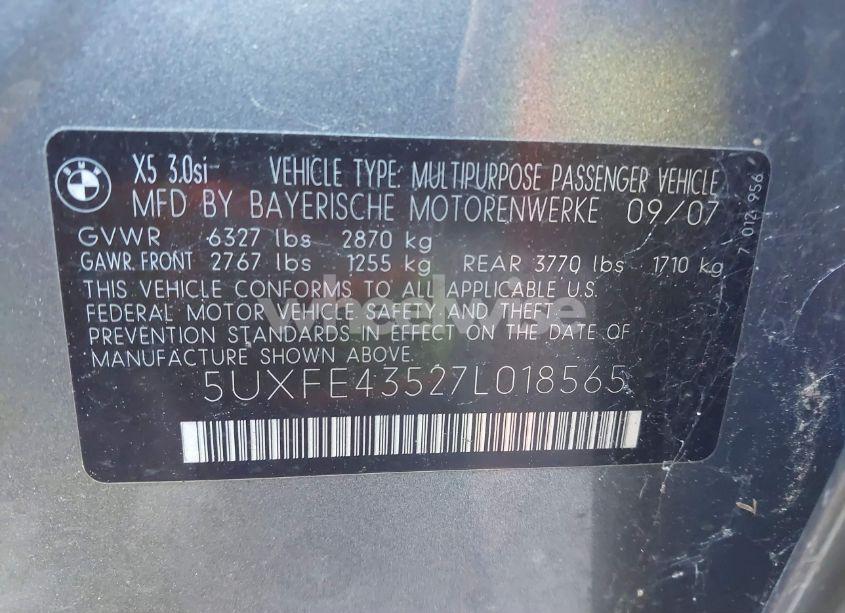 X5 3.0si VEHICLE TYPE: MULTIPURPOSE PASSENGER VEHICLE
MFD BY BAYERISCHE MOTORENWERKE 09/07
GVWR 6327 lbs 2870 kg
GAWR FRONT 2767 lbs 1255 kg REAR 3770 lbs 1710 kg
THIS VEHICLE CONFORMS TO ALL APPLICABLE U.S.
FEDERAL MOTOR VEHICLE SAFETY AND THEFT
PREVENTION STANDARDS IN EFFECT ON THE DATE OF
MANUFACTURE SHOWN ABOVE.
5UXFE43527L018565
7 012 956
BMW
wheelwise